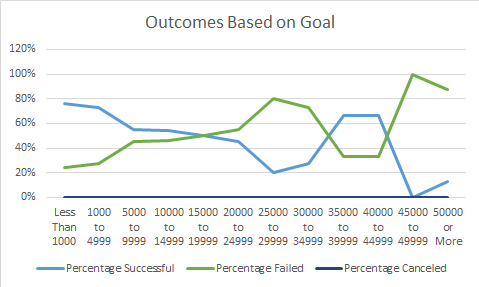 Outcomes Based on Goal
120%
100%
80%
60%
40%
20%
0%
Less 1000 5000 10000 15000 20000 25000 30000 35000 40000 45000 50000
Than to to to to to to to to to to or
1000 4999 9999 14999 19999 24999 29999 34999 39999 44999 49999 More
Percentage Successful Percentage Failed Percentage Canceled